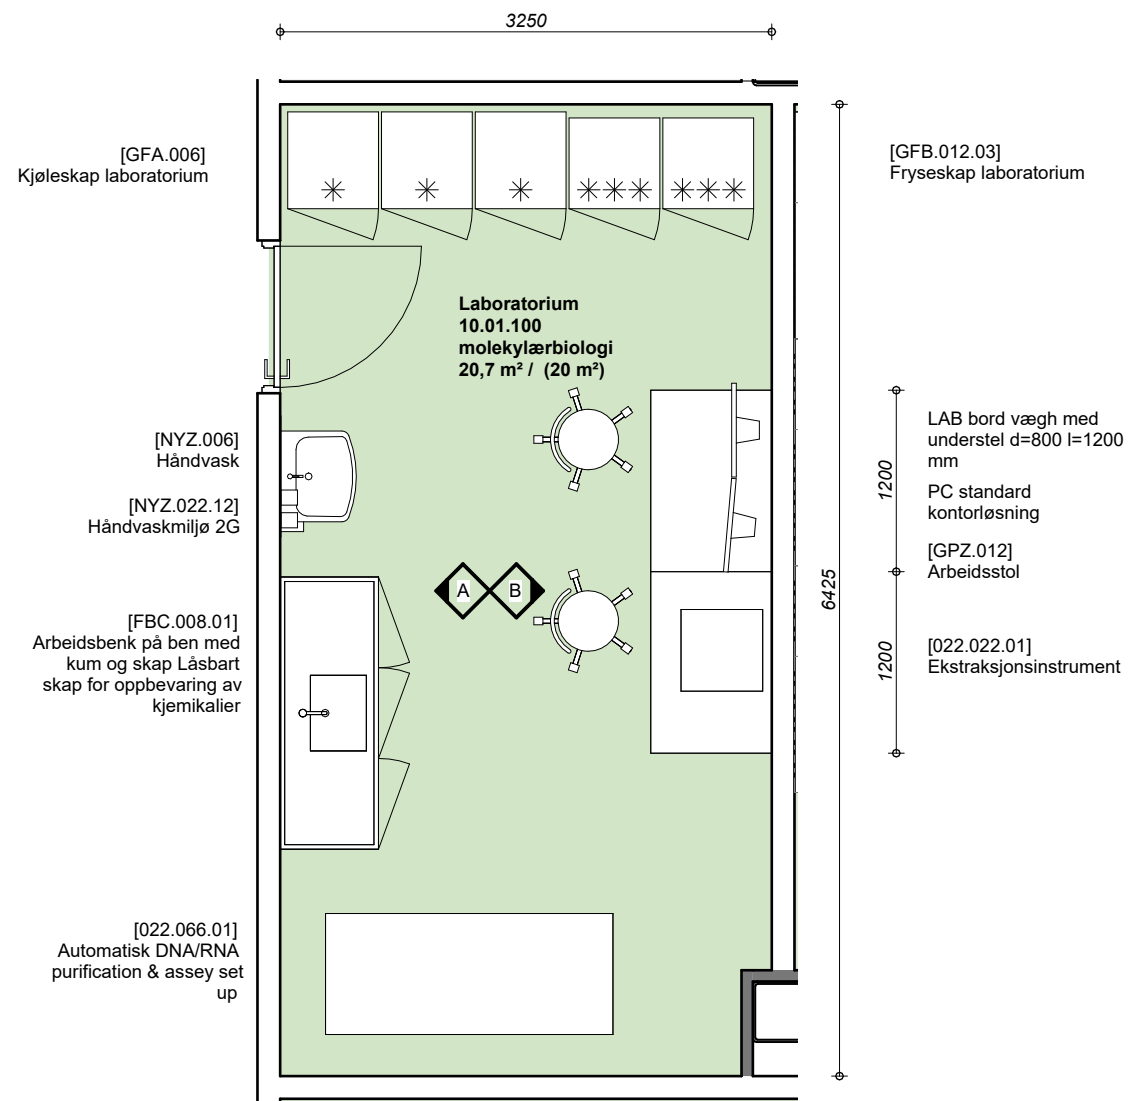 3250
[GFA.006]
Kjøleskap laboratorium
[GFB.012.03]
Fryseskap laboratorium
Laboratorium
10.01.100
molekylærbiologi
20,7 m² / (20 m²)
[NYZ.006]
Håndvask
[NYZ.022.12]
Håndvaskmiljø 2G
LAB bord vægh med
understel d=800 l=1200
mm
PC standard
kontorløsning
[GPZ.012]
Arbeidsstol
1200
6425
A
B
[FBC.008.01]
Arbeidsbenk på ben med
kum og skap Låsbart
skap for oppbevaring av
kjemikalier
1200
[022.022.01]
Ekstraksjonsinstrument
[022.066.01]
Automatisk DNA/RNA
purification & assey set
up